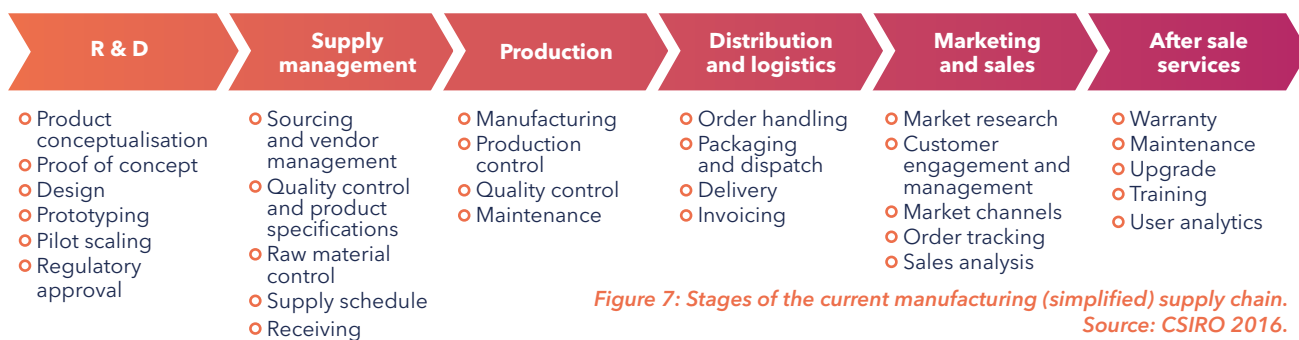 R & D
Product
conceptualisation
Proof of concept
Design
Prototyping
Pilot scaling
Regulatory
approval
Supply
management
Sourcing
and vendor
management
Quality control
and product
specifications
Raw material
control
Supply schedule
Receiving
Production
Manufacturing
Production
control
Quality control
Maintenance
Distribution
and logistics
Order handling
Packaging
and dispatch
Delivery
Invoicing
Marketing
and sales
Market research
Customer
engagement and
management
Market channels
Order tracking
Sales analysis
After sale
services
Warranty
Maintenance
Upgrade
Training
User analytics
Figure 7: Stages of the current manufacturing (simplified) supply chain.
Source: CSIRO 2016.